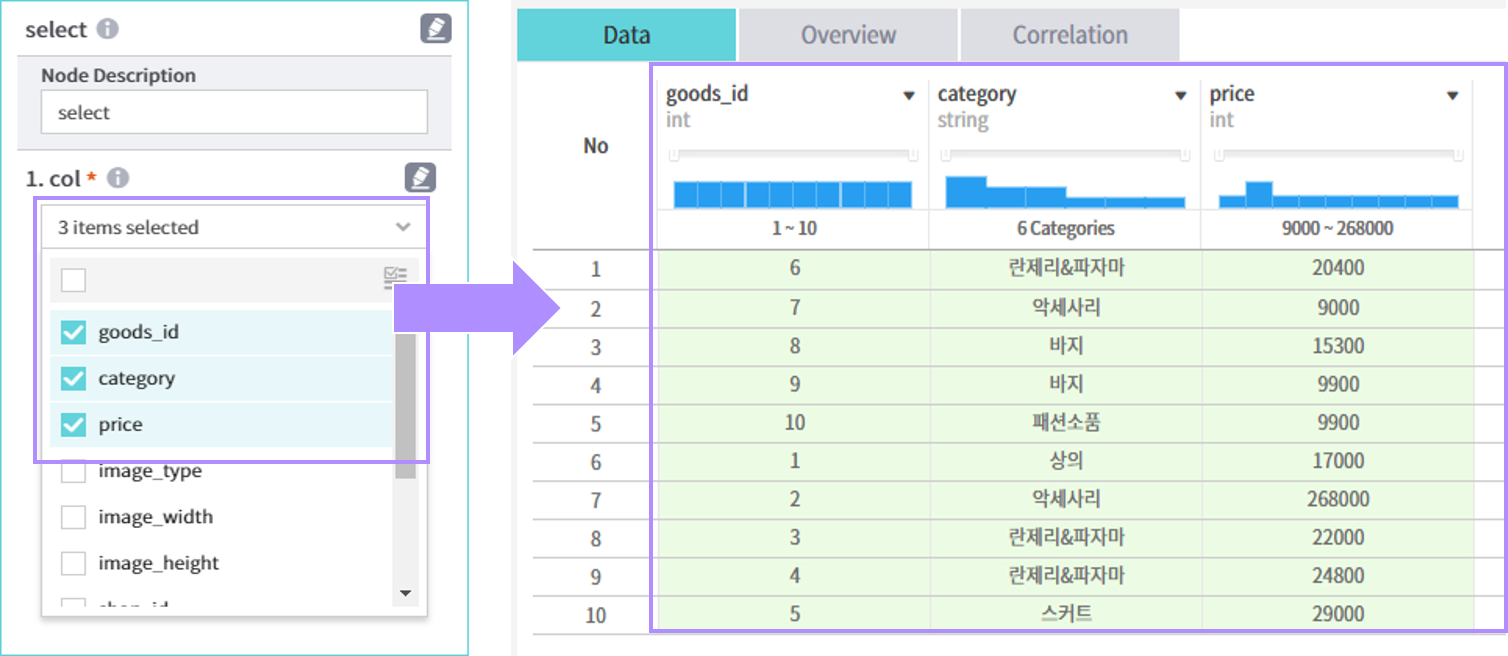 select
Node Description
select
1. col *
3 items selected
goods_id
category
price
image_type
image_width
image_height
Data Overview Correlation
No
goods_id category price
int string int
1 ~ 10 6 Categories 9000 ~ 268000
1 6 란제리&파자마 20400
2 7 악세사리 9000
3 8 바지 15300
4 9 바지 9900
5 10 패션소품 9900
6 1 상의 17000
7 2 악세사리 268000
8 3 란제리&파자마 22000
9 4 란제리&파자마 24800
10 5 스커트 29000